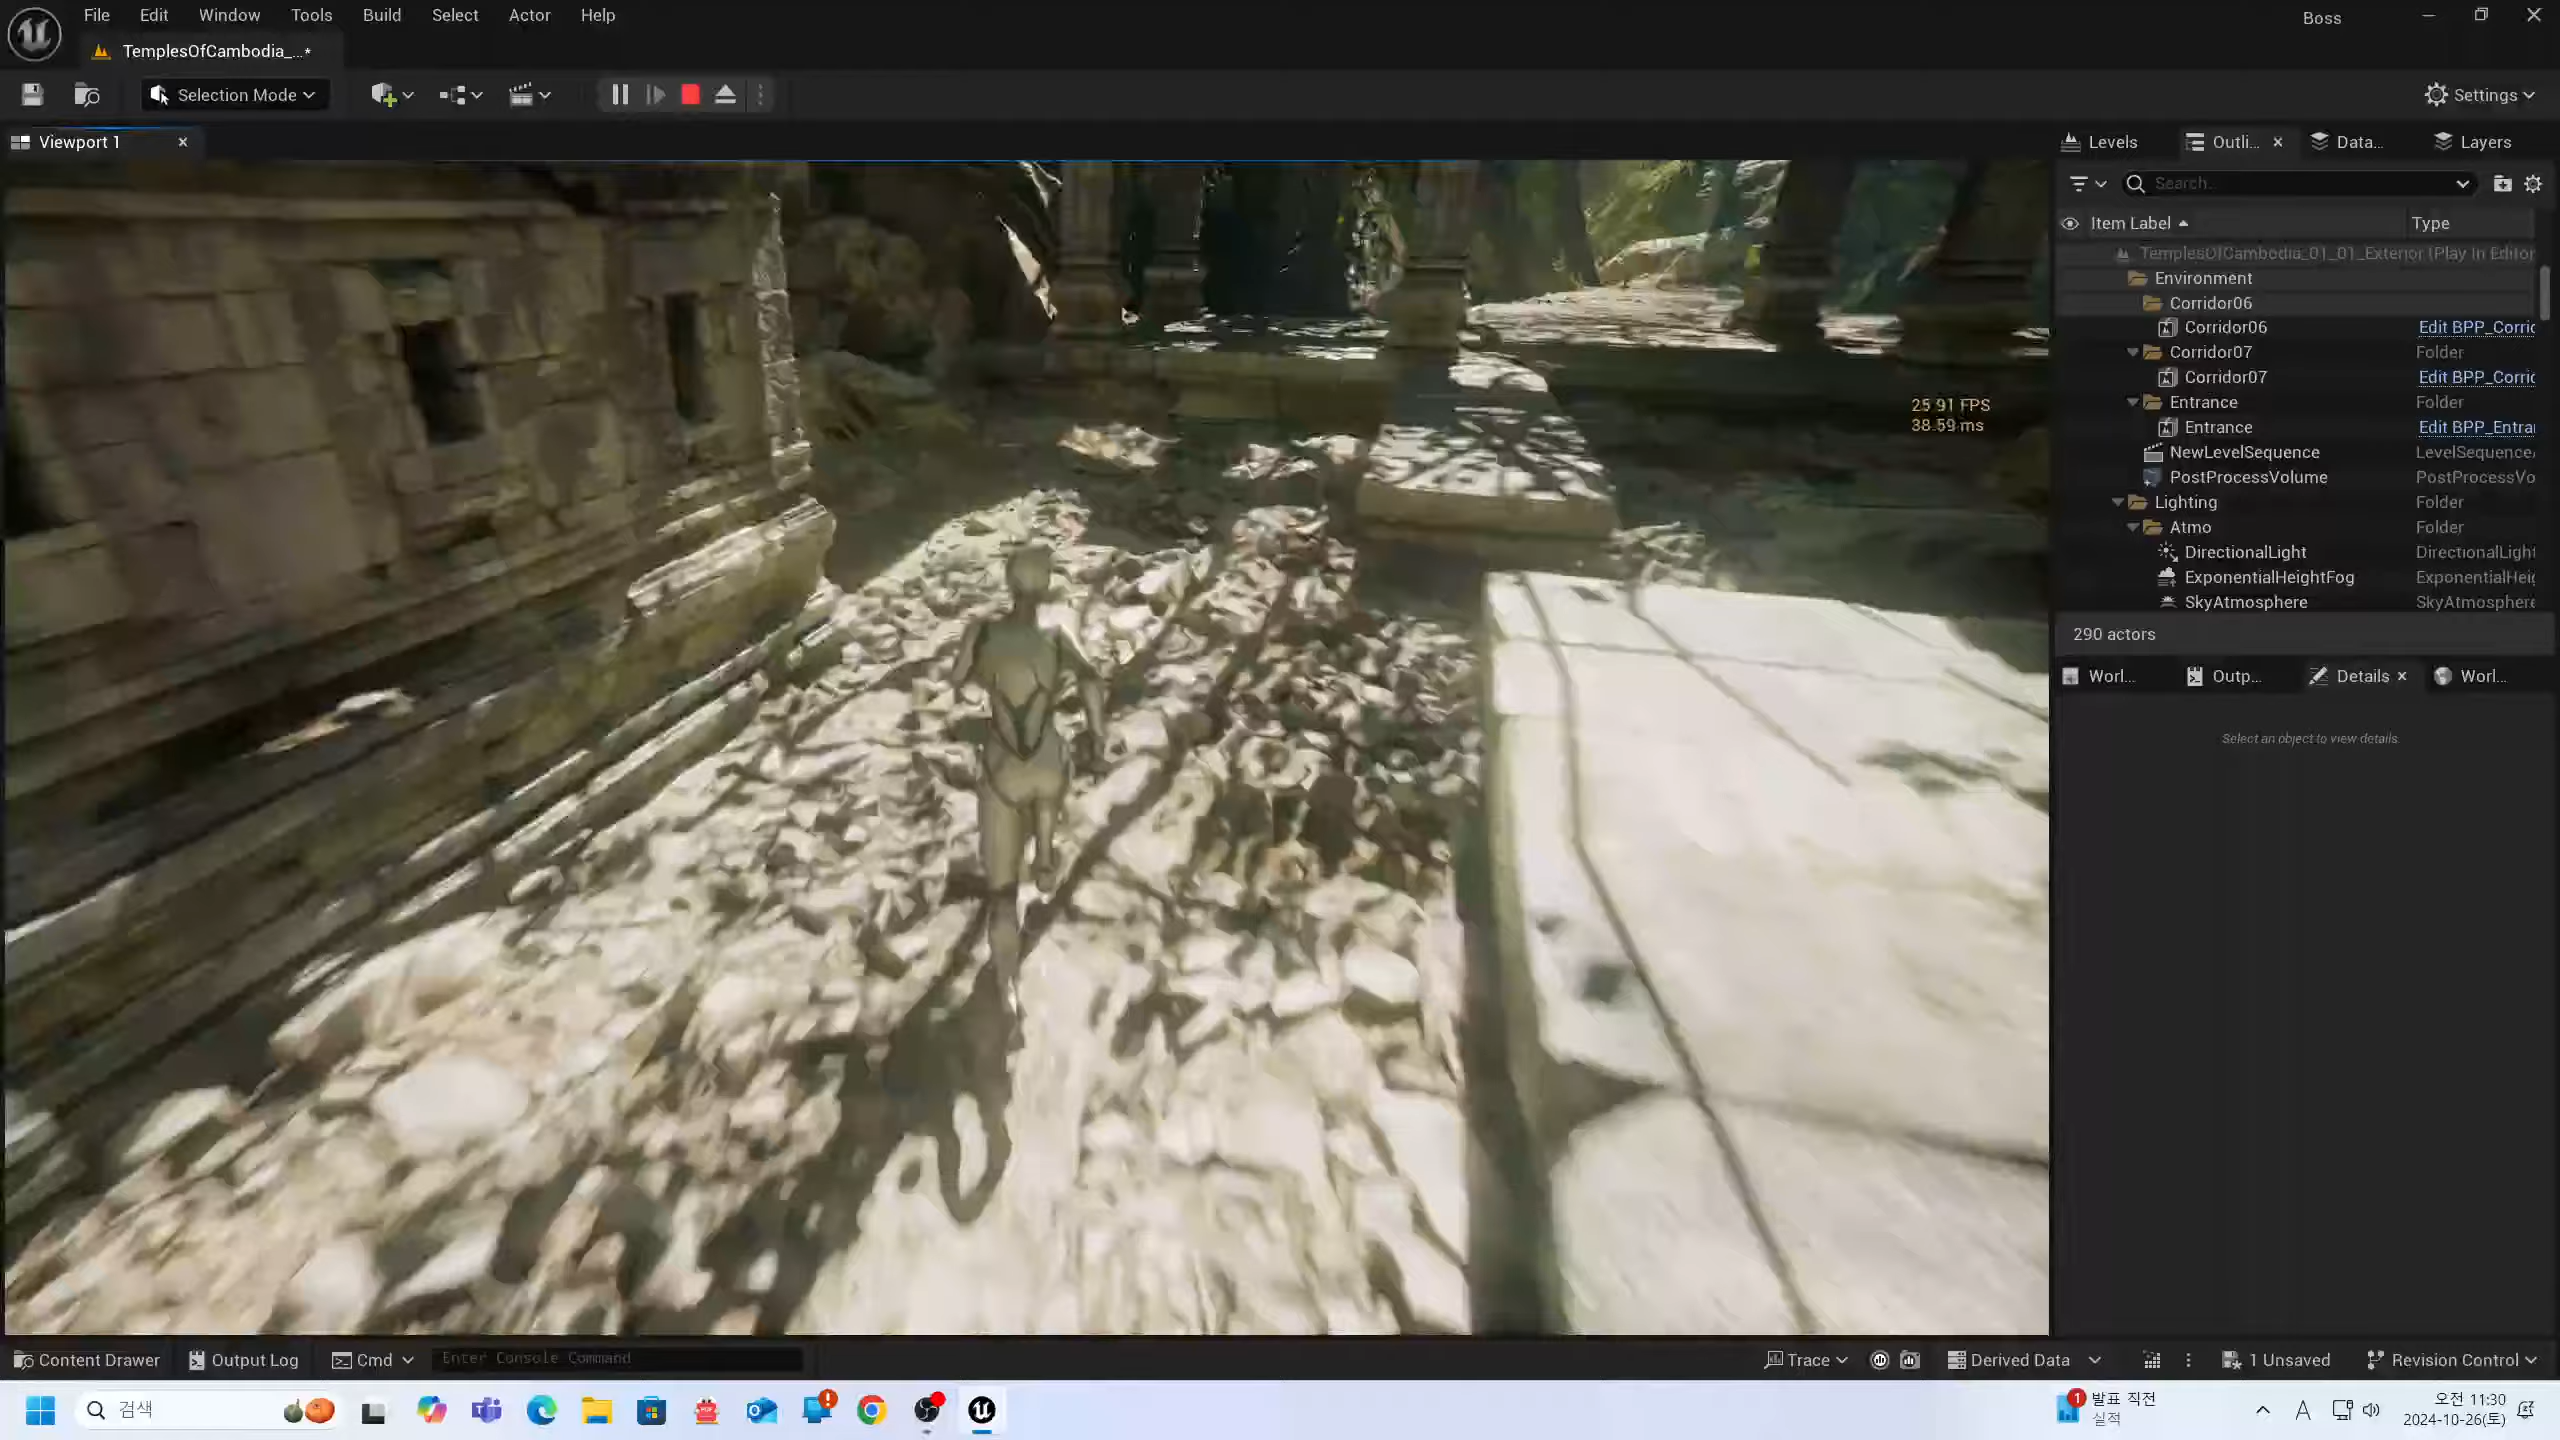 File Edit Window Tools Build Select Actor Help
Boss
TemplesOfCambodia_...*
Selection Mode
Settings
Viewport 1
Levels
Outli...
Data...
Layers
Search...
Item Label
Type
TemplesOfCambodia_01_01_Exterior (Play In Editor
Environment
Corridor06
Corridor06 Edit BPP_Corric
Corridor07 Folder
Corridor07 Edit BPP_Corric
Entrance Folder
Entrance Edit BPP_Entrai
NewLevelSequence LevelSequence
PostProcessVolume PostProcessVo
Lighting Folder
Atmo Folder
DirectionalLight DirectionalLight
ExponentialHeightFog ExponentialHeig
SkyAtmosphere SkyAtmosphere
25.91 FPS
38.59 ms
290 actors
Worl...
Outp...
Details
Worl...
Select an object to view details.
Content Drawer
Output Log
Cmd
Enter Console Command
Trace
Derived Data
1 Unsaved
Revision Control
검색
1
발표 직전
실적
A
오전 11:30
2024-10-26(토)